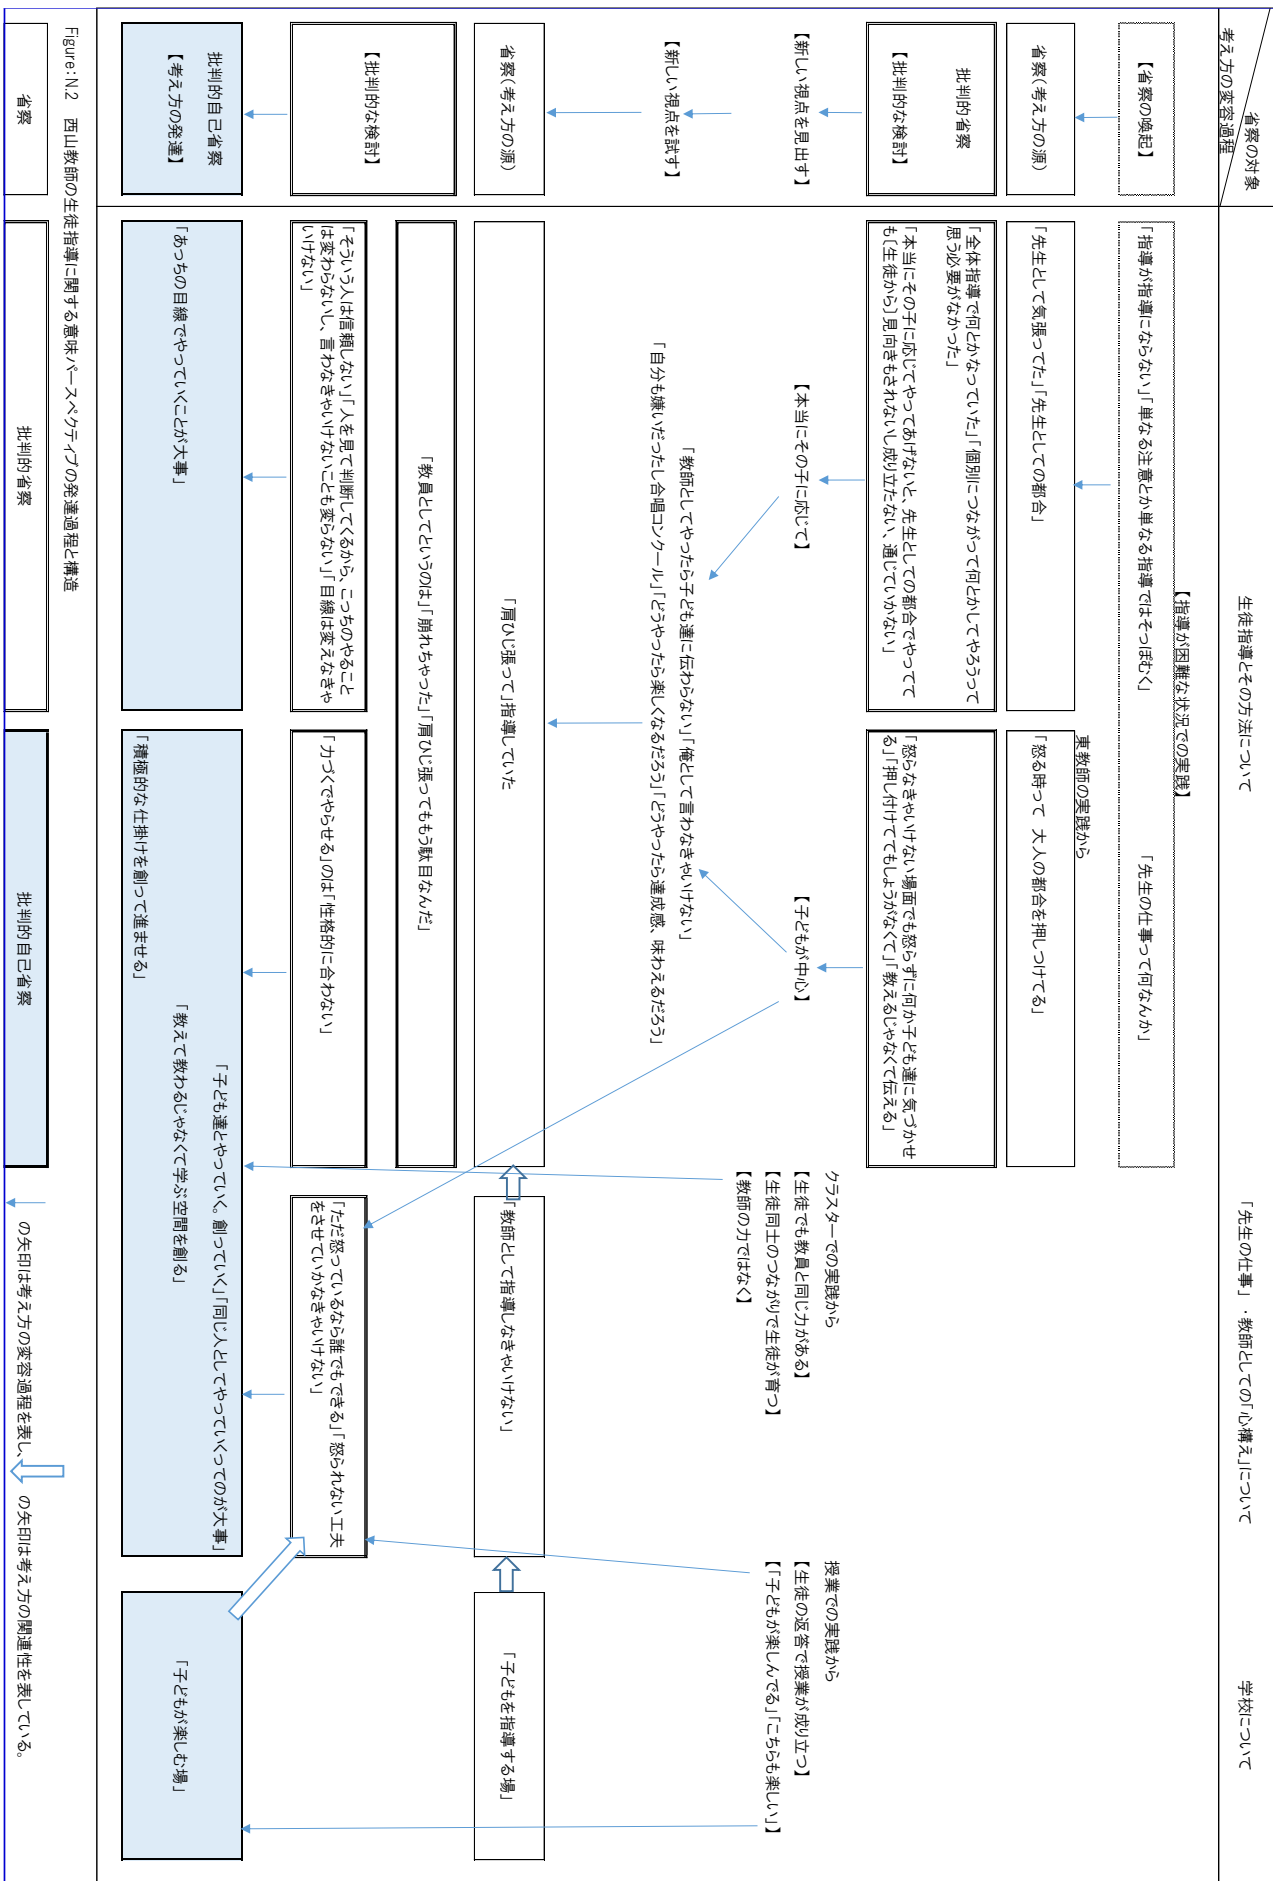 省察の対象
考え方の変容過程
生徒指導とその方法について
「先生の仕事」・教師としての「心構え」について
学校について
【指導が困難な状況での実践】
【省察の喚起】
「指導が指導にならない」「単なる注意とか単なる指導ではそっぽむく」
「先生の仕事って何なんか」
東教師の実践から
省察(考え方の源)
「先生として気張ってた」「先生としての都合」
「怒る時って 大人の都合を押しつけてる」
批判的省察
【批判的な検討】
「全体指導で何とかなっていた」「個別につながって何とかしてやろうって
思う必要がなかった」
「本当にその子に応じてやってあげないと、先生としての都合でやってて
も〔生徒から〕見向きもされないし成り立たない、通じていかない」
「怒らなきゃいけない場面でも怒らずに何か子ども達に気づかせ
る」「押し付けててもしょうがなくて」「教えるじゃなくて伝える」
【新しい視点を見出す】
【本当にその子に応じて】
【子どもが中心】
クラスターでの実践から
【生徒でも教員と同じ力がある】
【生徒同士のつながりで生徒が育つ】
【教師の力ではなく】
授業での実践から
【生徒の返答で授業が成り立つ】
【「子どもが楽しんでる」「こちらも楽しい」】
【新しい視点を試す】
「教師としてやったら子ども達に伝わらない」「俺として言わなきゃいけない」
「自分も嫌いだったし合唱コンクール」「どうやったら楽しくなるだろう」「どうやったら達成感、味わえるだろう」
省察(考え方の源)
「肩ひじ張って」指導していた
「教師として指導しなきゃいけない」
「子どもを指導する場」
【批判的な検討】
「教員としてというのは」「崩れちゃった」「肩ひじ張ってももう駄目なんだ」
「そういう人は信頼しない」「人を見て判断してくるから、こっちのやること
は変わらないし、言わなきゃいけないことも変らない」「目線は変えなきゃ
いけない」
「力づくでやらせる」のは「性格的に合わない」
「ただ怒っているなら誰でもできる」「怒られない工夫
をさせていかなきゃいけない」
批判的自己省察
【考え方の発達】
「あっちの目線でやっていくことが大事」
「子ども達とやっていく。創っていく」「同じ人としてやっていくってのが大事」
「教えて教わるじゃなくて学ぶ空間を創る」
「積極的な仕掛けを創って進ませる」
「子どもが楽しむ場」
Figure:N.2 西山教師の生徒指導に関する意味パースペクティブの発達過程と構造
省察
批判的省察
批判的自己省察
の矢印は考え方の変容過程を表し、
の矢印は考え方の関連性を表している。